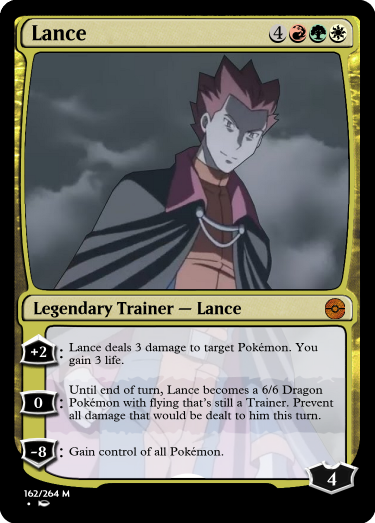 Lance 4
Legendary Trainer — Lance
+2: Lance deals 3 damage to target Pokémon. You
gain 3 life.
0: Until end of turn, Lance becomes a 6/6 Dragon
Pokémon with flying that's still a Trainer. Prevent
all damage that would be dealt to him this turn.
-8: Gain control of all Pokémon.
4
162/264 M